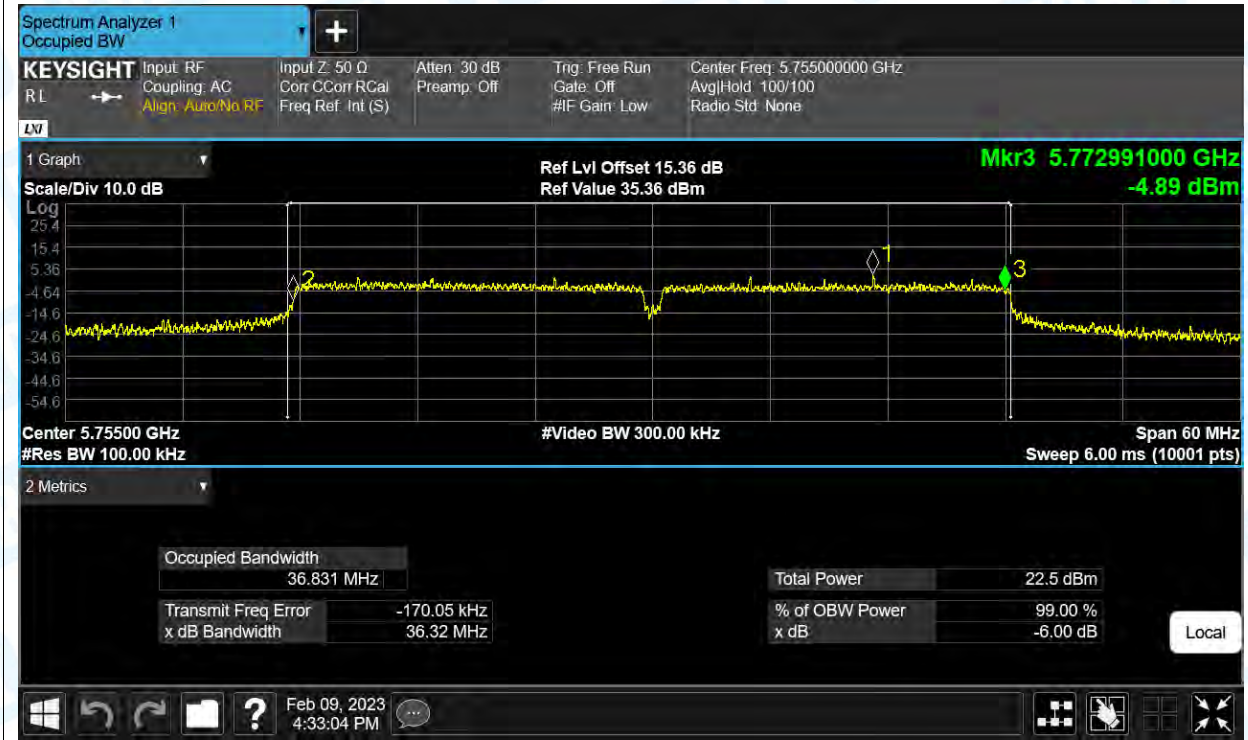 Spectrum Analyzer 1
Occupied BW
+
KEYSIGHT
R L
LXI
Input: RF
Coupling: AC
Align: Auto/No RF
Input Z: 50 Ω
Corr CCorr RCal
Freq Ref: Int (S)
Atten: 30 dB
Preamp: Off
Trig: Free Run
Gate: Off
#IF Gain: Low
Center Freq: 5.755000000 GHz
Avg|Hold: 100/100
Radio Std: None
1 Graph
Scale/Div 10.0 dB
Ref Lvl Offset 15.36 dB
Ref Value 35.36 dBm
Mkr3 5.772991000 GHz
-4.89 dBm
Log
25.4
15.4
5.36
-4.64
-14.6
-24.6
-34.6
-44.6
-54.6
2
1
3
Center 5.75500 GHz
#Res BW 100.00 kHz
#Video BW 300.00 kHz
Span 60 MHz
Sweep 6.00 ms (10001 pts)
2 Metrics
Occupied Bandwidth
36.831 MHz
Transmit Freq Error -170.05 kHz
x dB Bandwidth 36.32 MHz
Total Power 22.5 dBm
% of OBW Power 99.00 %
x dB -6.00 dB
Local
?
Feb 09, 2023
4:33:04 PM